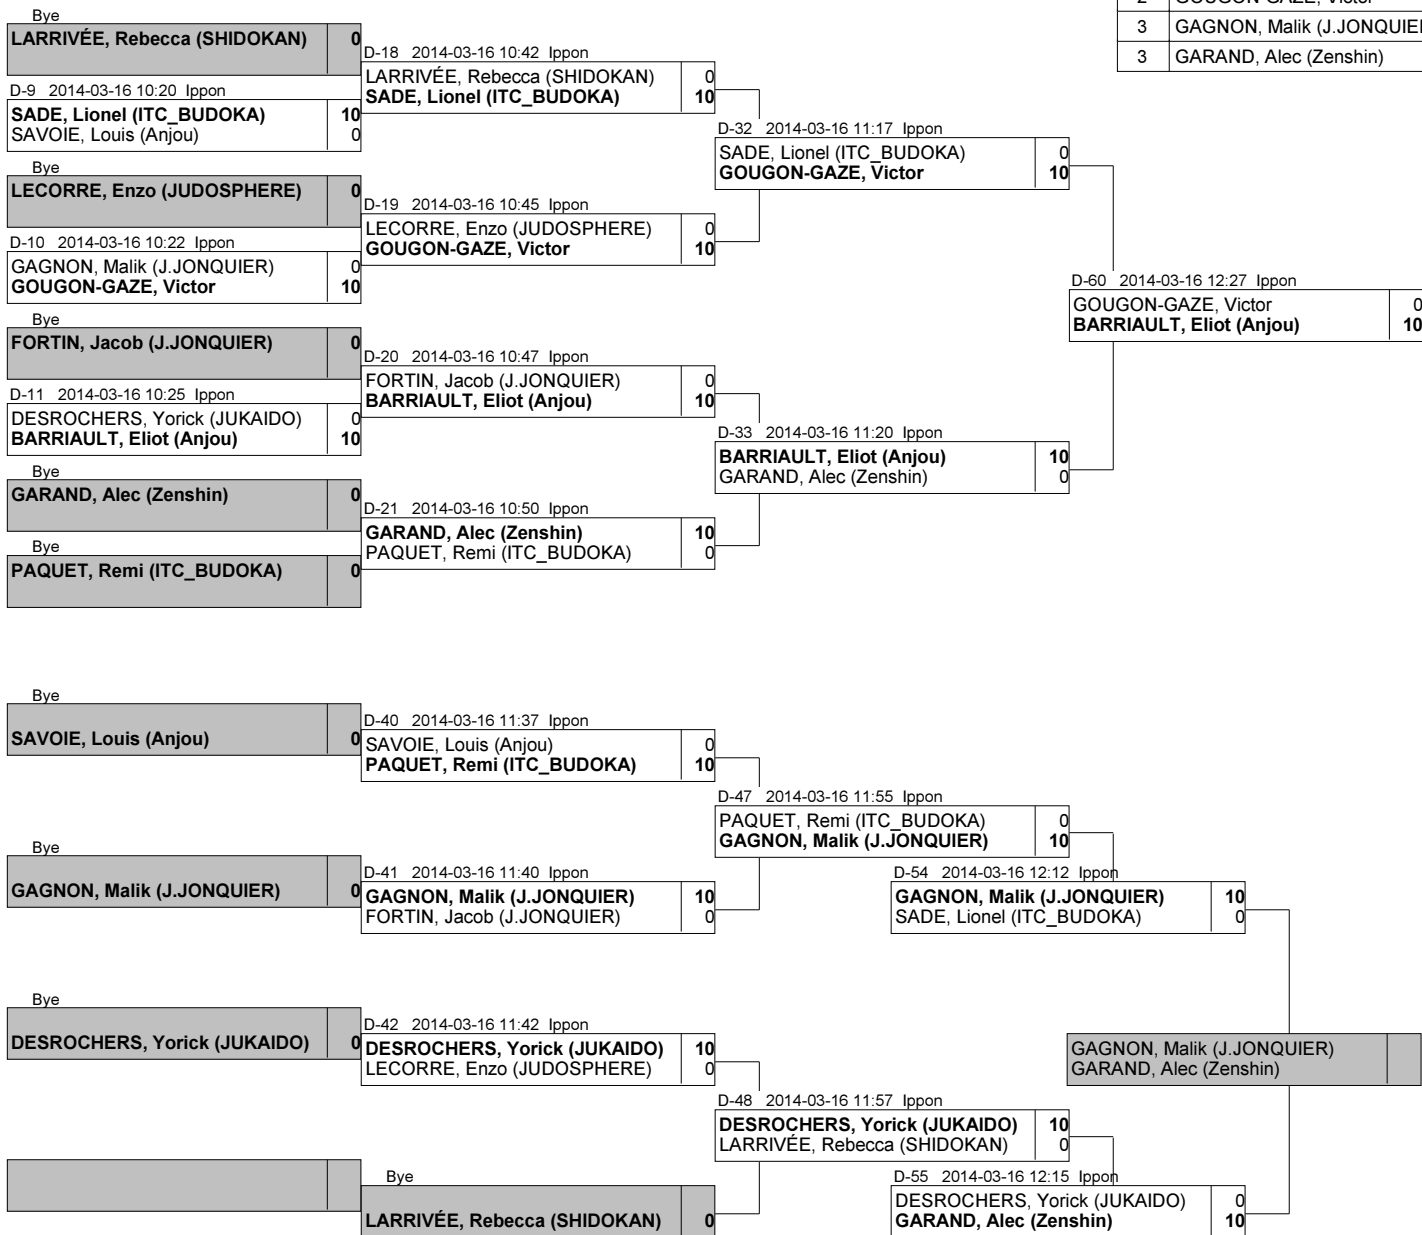 2 GOUGON-GAZE, Victor
3 GAGNON, Malik (J.JONQUIER
3 GARAND, Alec (Zenshin)
Bye
LARRIVÉE, Rebecca (SHIDOKAN) 0
D-9 2014-03-16 10:20 Ippon
SADE, Lionel (ITC_BUDOKA) 10
SAVOIE, Louis (Anjou) 0
Bye
LECORRE, Enzo (JUDOSPHERE) 0
D-10 2014-03-16 10:22 Ippon
GAGNON, Malik (J.JONQUIER) 0
GOUGON-GAZE, Victor 10
Bye
FORTIN, Jacob (J.JONQUIER) 0
D-11 2014-03-16 10:25 Ippon
DESROCHERS, Yorick (JUKAIDO) 0
BARRIAULT, Eliot (Anjou) 10
Bye
GARAND, Alec (Zenshin) 0
Bye
PAQUET, Remi (ITC_BUDOKA) 0
D-18 2014-03-16 10:42 Ippon
LARRIVÉE, Rebecca (SHIDOKAN) 0
SADE, Lionel (ITC_BUDOKA) 10
D-19 2014-03-16 10:45 Ippon
LECORRE, Enzo (JUDOSPHERE) 0
GOUGON-GAZE, Victor 10
D-20 2014-03-16 10:47 Ippon
FORTIN, Jacob (J.JONQUIER) 0
BARRIAULT, Eliot (Anjou) 10
D-21 2014-03-16 10:50 Ippon
GARAND, Alec (Zenshin) 10
PAQUET, Remi (ITC_BUDOKA) 0
D-32 2014-03-16 11:17 Ippon
SADE, Lionel (ITC_BUDOKA) 0
GOUGON-GAZE, Victor 10
D-33 2014-03-16 11:20 Ippon
BARRIAULT, Eliot (Anjou) 10
GARAND, Alec (Zenshin) 0
D-60 2014-03-16 12:27 Ippon
GOUGON-GAZE, Victor 0
BARRIAULT, Eliot (Anjou) 10
Bye
SAVOIE, Louis (Anjou) 0
Bye
GAGNON, Malik (J.JONQUIER) 0
Bye
DESROCHERS, Yorick (JUKAIDO) 0
D-40 2014-03-16 11:37 Ippon
SAVOIE, Louis (Anjou) 0
PAQUET, Remi (ITC_BUDOKA) 10
D-41 2014-03-16 11:40 Ippon
GAGNON, Malik (J.JONQUIER) 10
FORTIN, Jacob (J.JONQUIER) 0
D-42 2014-03-16 11:42 Ippon
DESROCHERS, Yorick (JUKAIDO) 10
LECORRE, Enzo (JUDOSPHERE) 0
Bye
LARRIVÉE, Rebecca (SHIDOKAN) 0
D-47 2014-03-16 11:55 Ippon
PAQUET, Remi (ITC_BUDOKA) 0
GAGNON, Malik (J.JONQUIER) 10
D-48 2014-03-16 11:57 Ippon
DESROCHERS, Yorick (JUKAIDO) 10
LARRIVÉE, Rebecca (SHIDOKAN) 0
D-54 2014-03-16 12:12 Ippon
GAGNON, Malik (J.JONQUIER) 10
SADE, Lionel (ITC_BUDOKA) 0
D-55 2014-03-16 12:15 Ippon
DESROCHERS, Yorick (JUKAIDO) 0
GARAND, Alec (Zenshin) 10
GAGNON, Malik (J.JONQUIER)
GARAND, Alec (Zenshin)